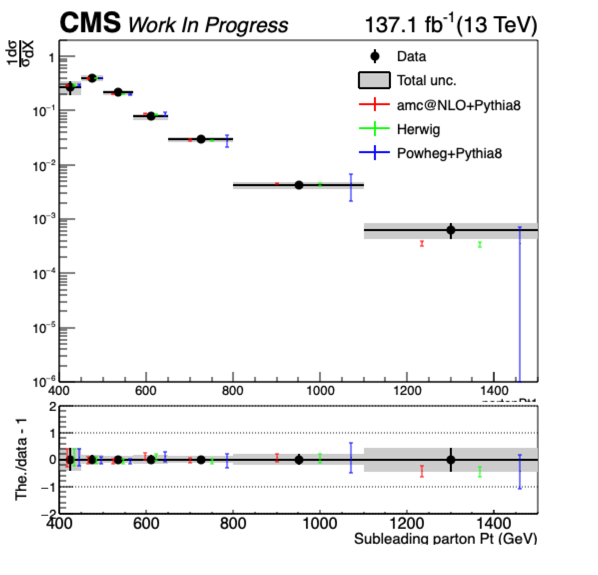 CMS Work In Progress 137.1 fb⁻¹(13 TeV)
1dσ
σdX
1
10⁻¹
10⁻²
10⁻³
10⁻⁴
10⁻⁵
10⁻⁶
Data
Total unc.
amc@NLO+Pythia8
Herwig
Powheg+Pythia8
400 600 800 1000 1200 1400
The./data - 1
2
1
0
−1
−2
400 600 800 1000 1200 1400
Subleading parton Pt (GeV)